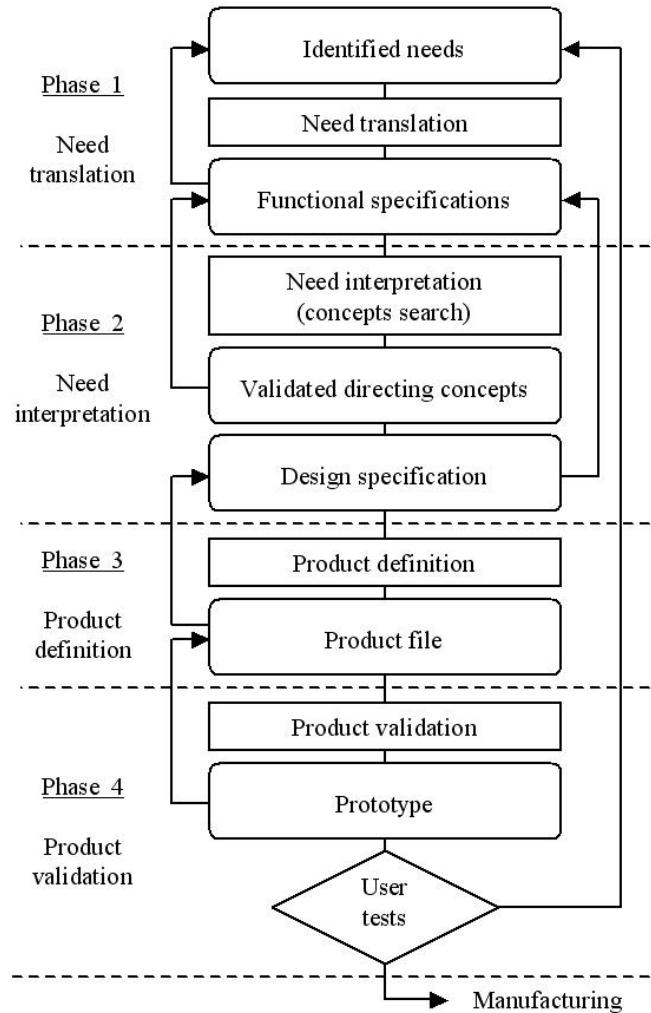 Identified needs
Phase 1
Need translation
Need
translation
Functional specifications
Need interpretation
(concepts search)
Phase 2
Need
interpretation
Validated directing concepts
Design specification
Phase 3
Product definition
Product
definition
Product file
Product validation
Phase 4
Prototype
Product
validation
User
tests
Manufacturing